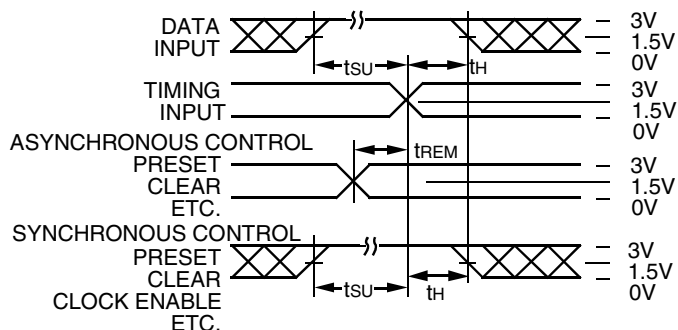 DATA
INPUT
tSU
tH
3V
1.5V
0V
TIMING
INPUT
3V
1.5V
0V
ASYNCHRONOUS CONTROL
PRESET
CLEAR
ETC.
tREM
3V
1.5V
0V
SYNCHRONOUS CONTROL
PRESET
CLEAR
CLOCK ENABLE
ETC.
tSU
tH
3V
1.5V
0V